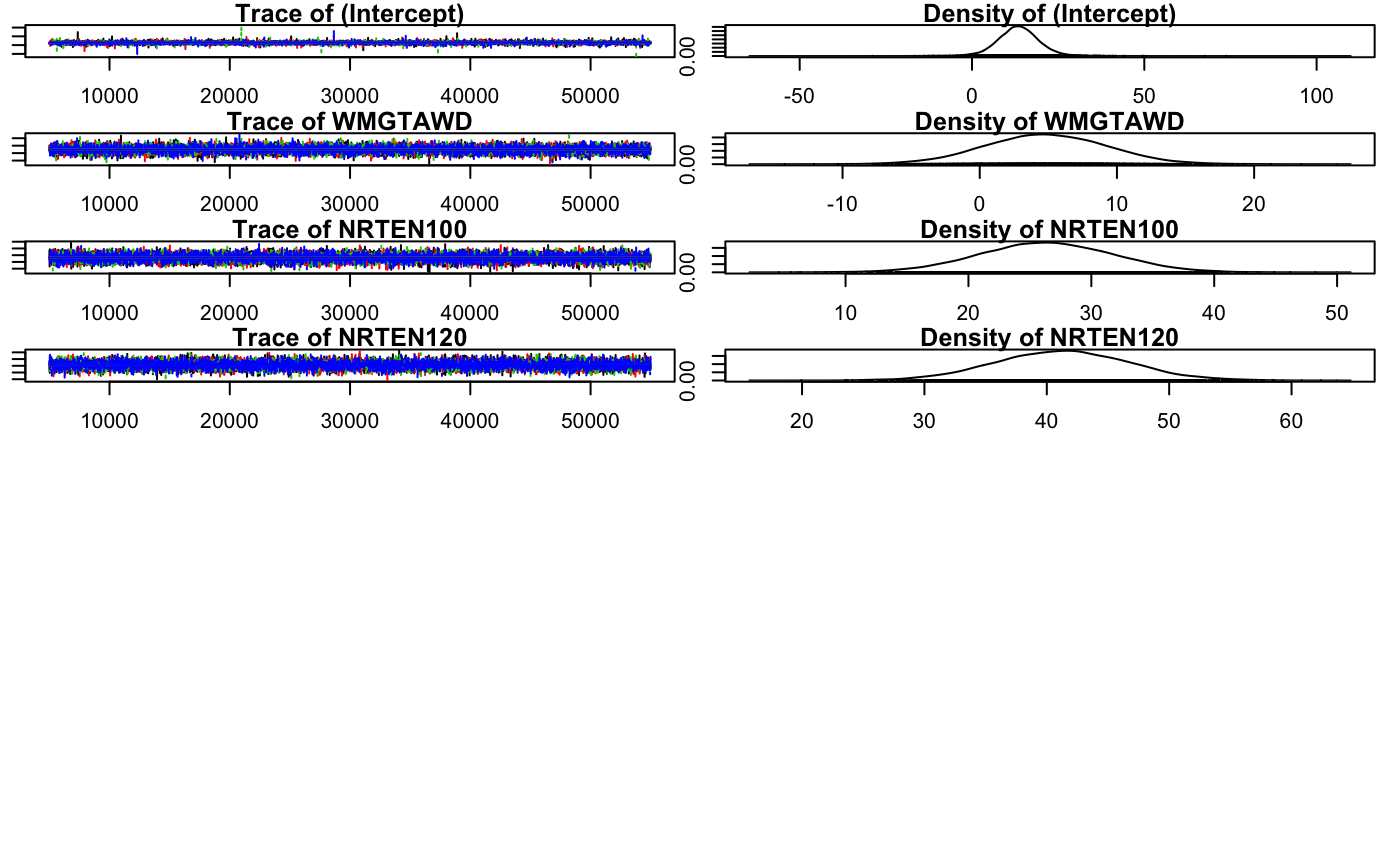 Trace of (Intercept) Density of (Intercept)
0.00
10000 20000 30000 40000 50000 -50 0 50 100
Trace of WMGTAWD Density of WMGTAWD
0.00
10000 20000 30000 40000 50000 -10 0 10 20
Trace of NRTEN100 Density of NRTEN100
0.00
10000 20000 30000 40000 50000 10 20 30 40 50
Trace of NRTEN120 Density of NRTEN120
0.00
10000 20000 30000 40000 50000 20 30 40 50 60